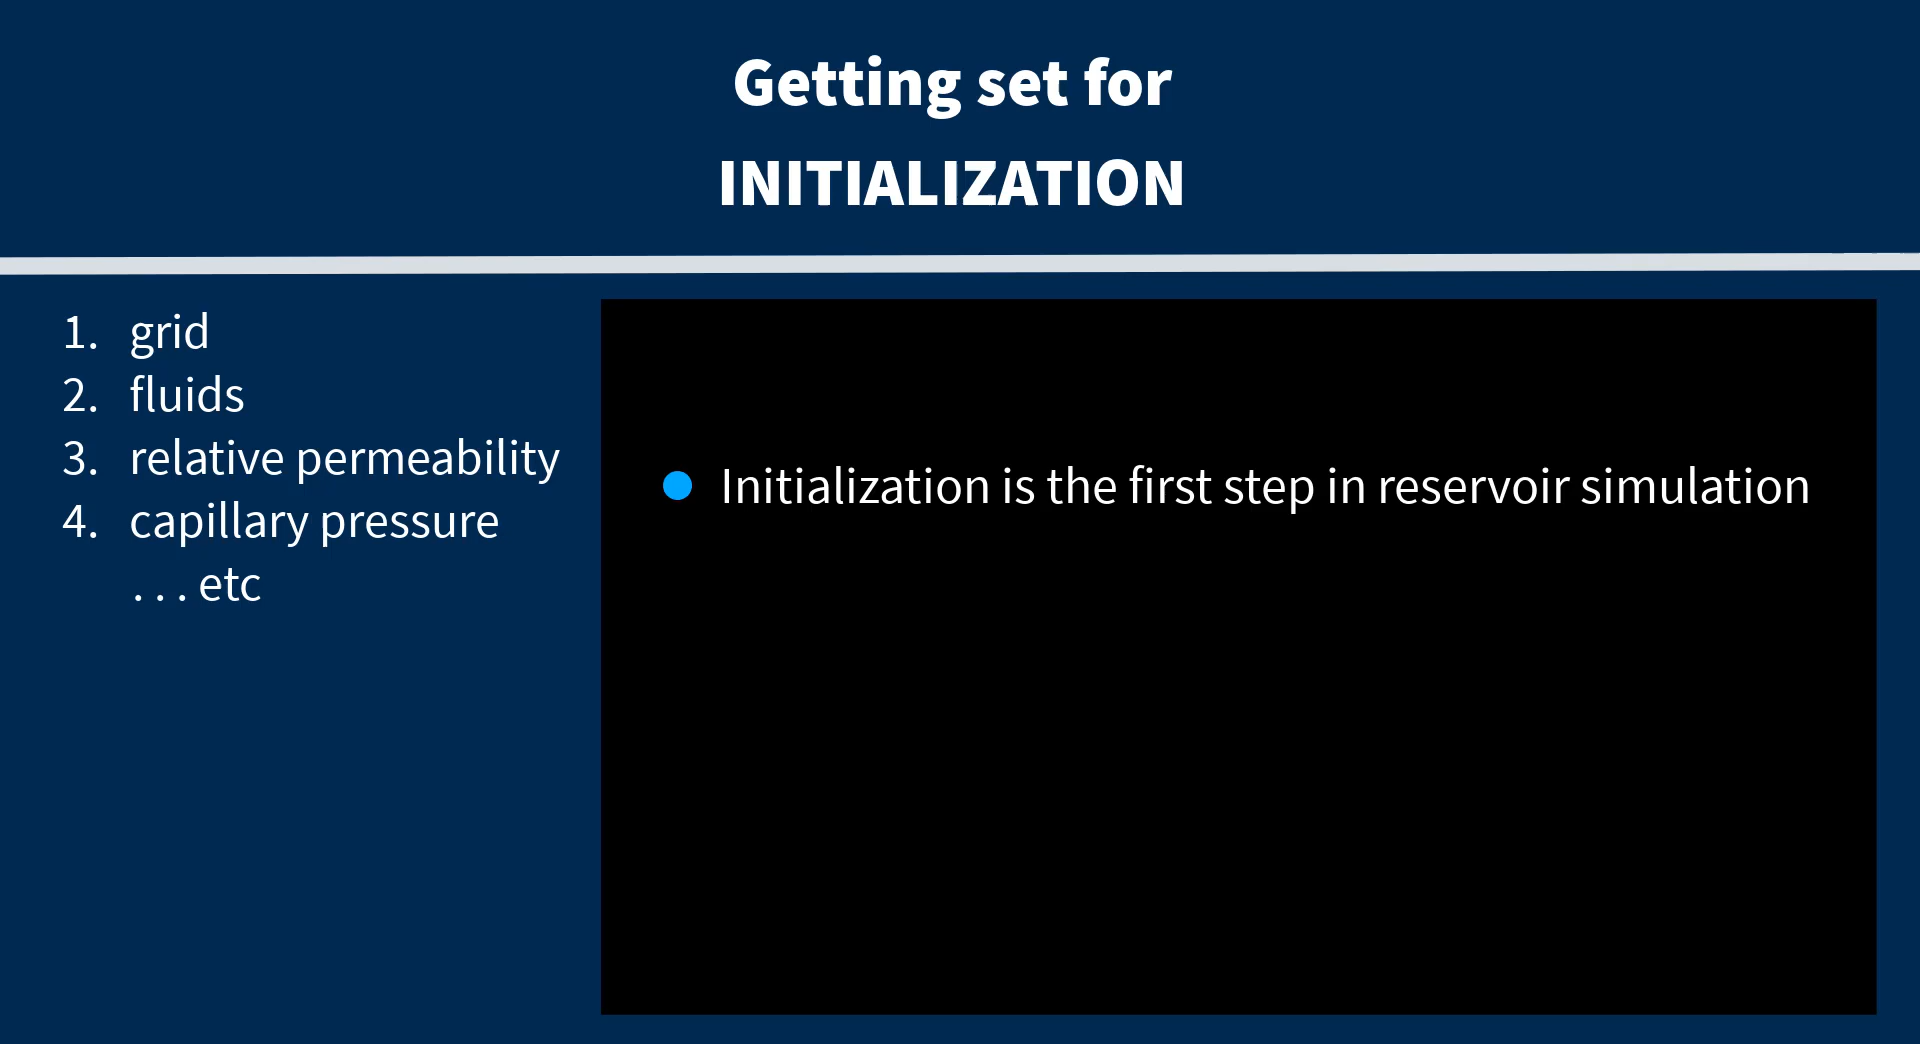 Getting set for
INITIALIZATION
1. grid
2. fluids
3. relative permeability
4. capillary pressure
. . . etc
Initialization is the first step in reservoir simulation